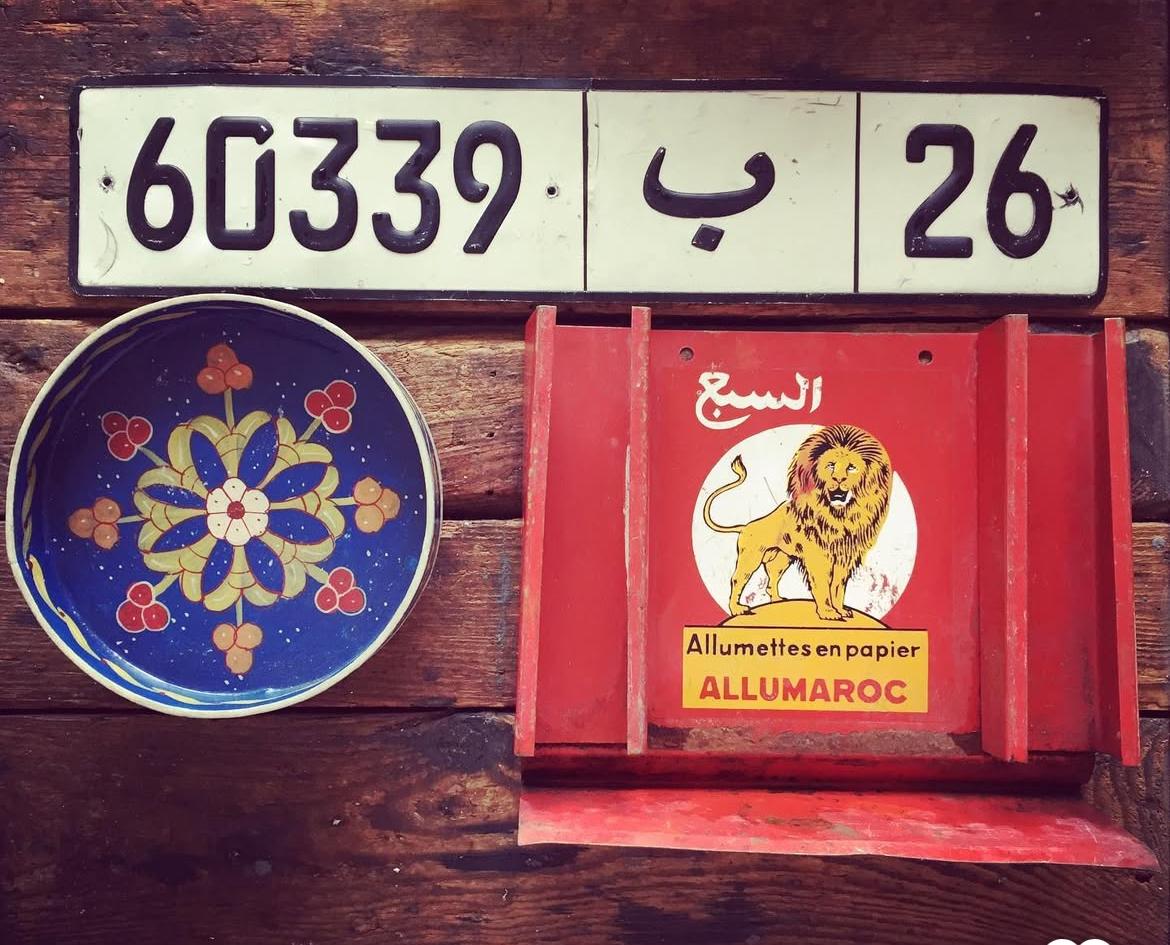 60339 ب 26
السبع
Allumettes en papier
ALLUMAROC